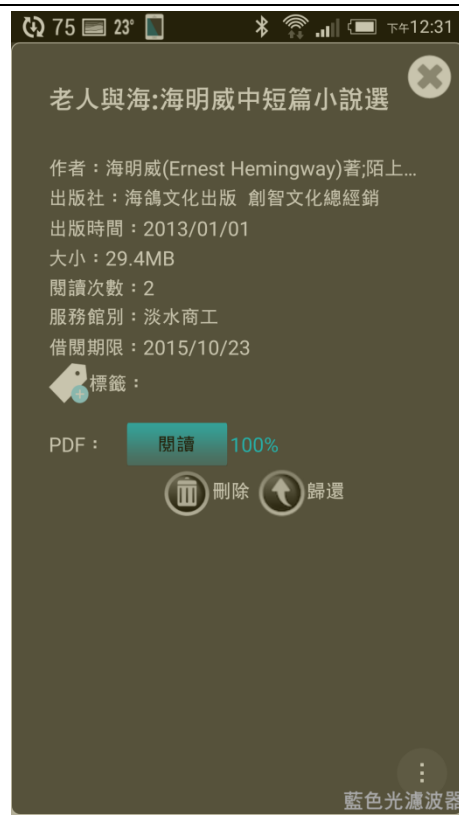 75 23° 下午12:31
老人與海:海明威中短篇小說選
作者：海明威(Ernest Hemingway)著;陌上...
出版社：海鴿文化出版 創智文化總經銷
出版時間：2013/01/01
大小：29.4MB
閱讀次數：2
服務館別：淡水商工
借閱期限：2015/10/23
標籤：
PDF： 閱讀 100%
刪除 歸還
藍色光濾波器